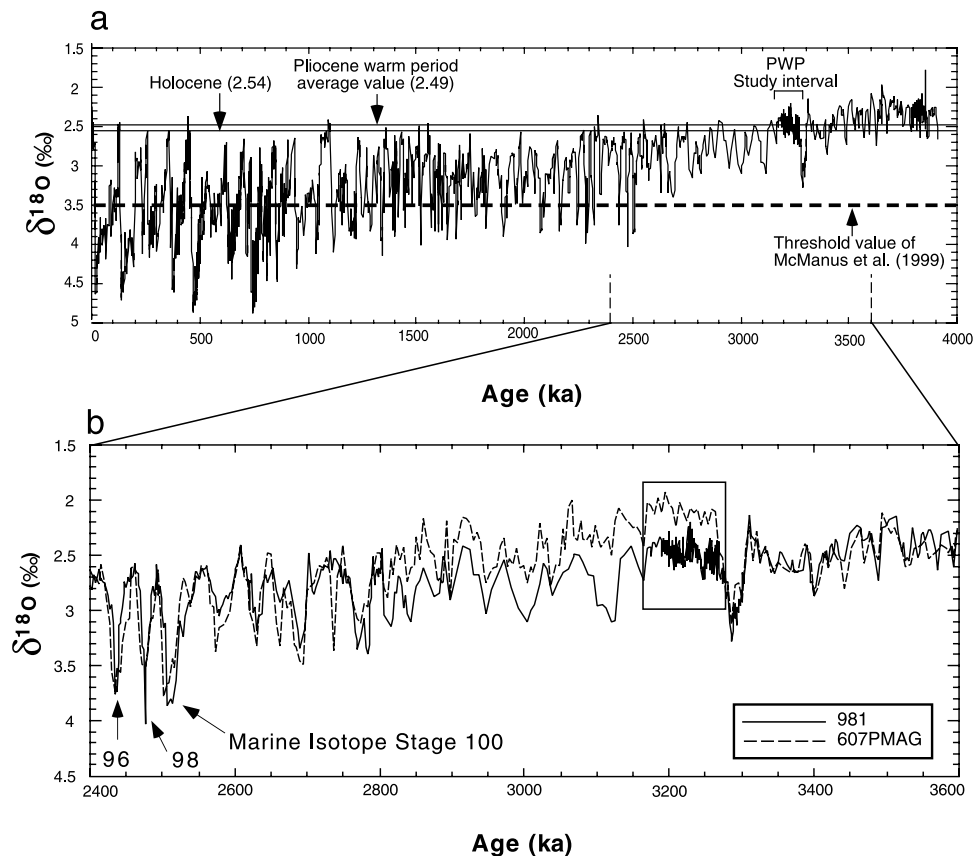 a
1.5
2
2.5
3
3.5
4
4.5
5
δ18O (‰)
Holocene (2.54)
Pliocene warm period
average value (2.49)
PWP
Study interval
Threshold value of
McManus et al. (1999)
0 500 1000 1500 2000 2500 3000 3500 4000
Age (ka)
b
1.5
2
2.5
3
3.5
4
4.5
δ18O (‰)
96
98
Marine Isotope Stage 100
981
607PMAG
2400 2600 2800 3000 3200 3400 3600
Age (ka)